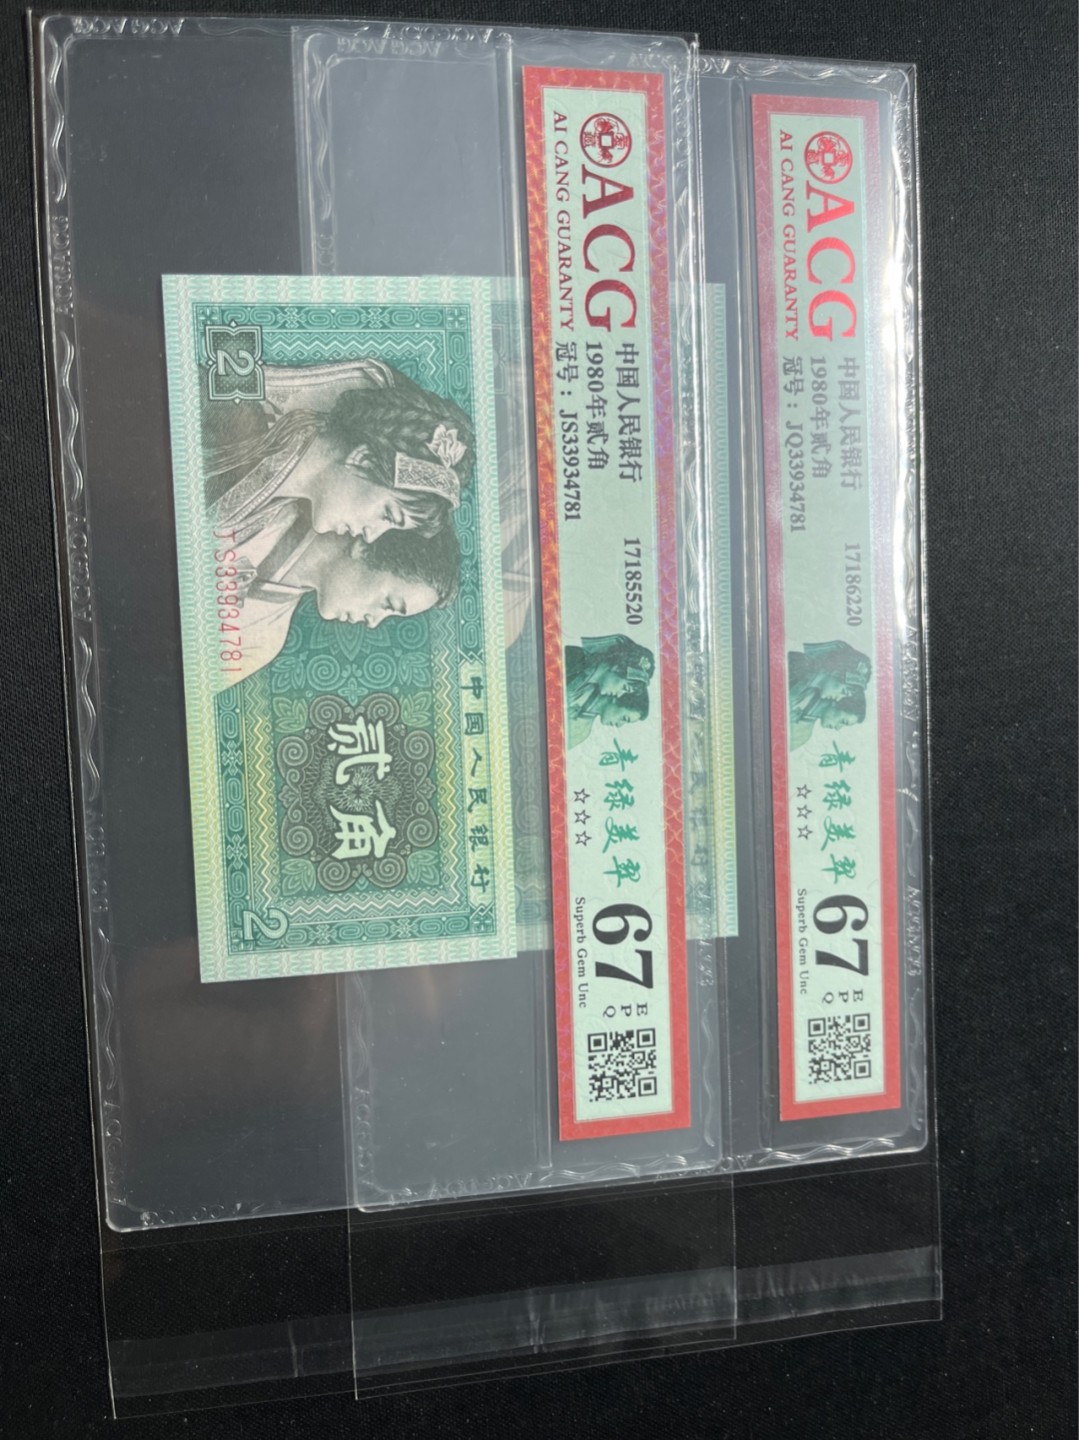 ACG
AI CANG GUARANTY
中国人民银行
1980年贰角
冠号：JQ33934781
17186220
青绿美翠
☆☆☆
67
EPQ
Superb Gem Unc
ACG
AI CANG GUARANTY
中国人民银行
1980年贰角
冠号：JS33934781
17185520
青绿美翠
☆☆☆
67
EPQ
Superb Gem Unc
中国人民银行
贰角
2
2
JS33934781